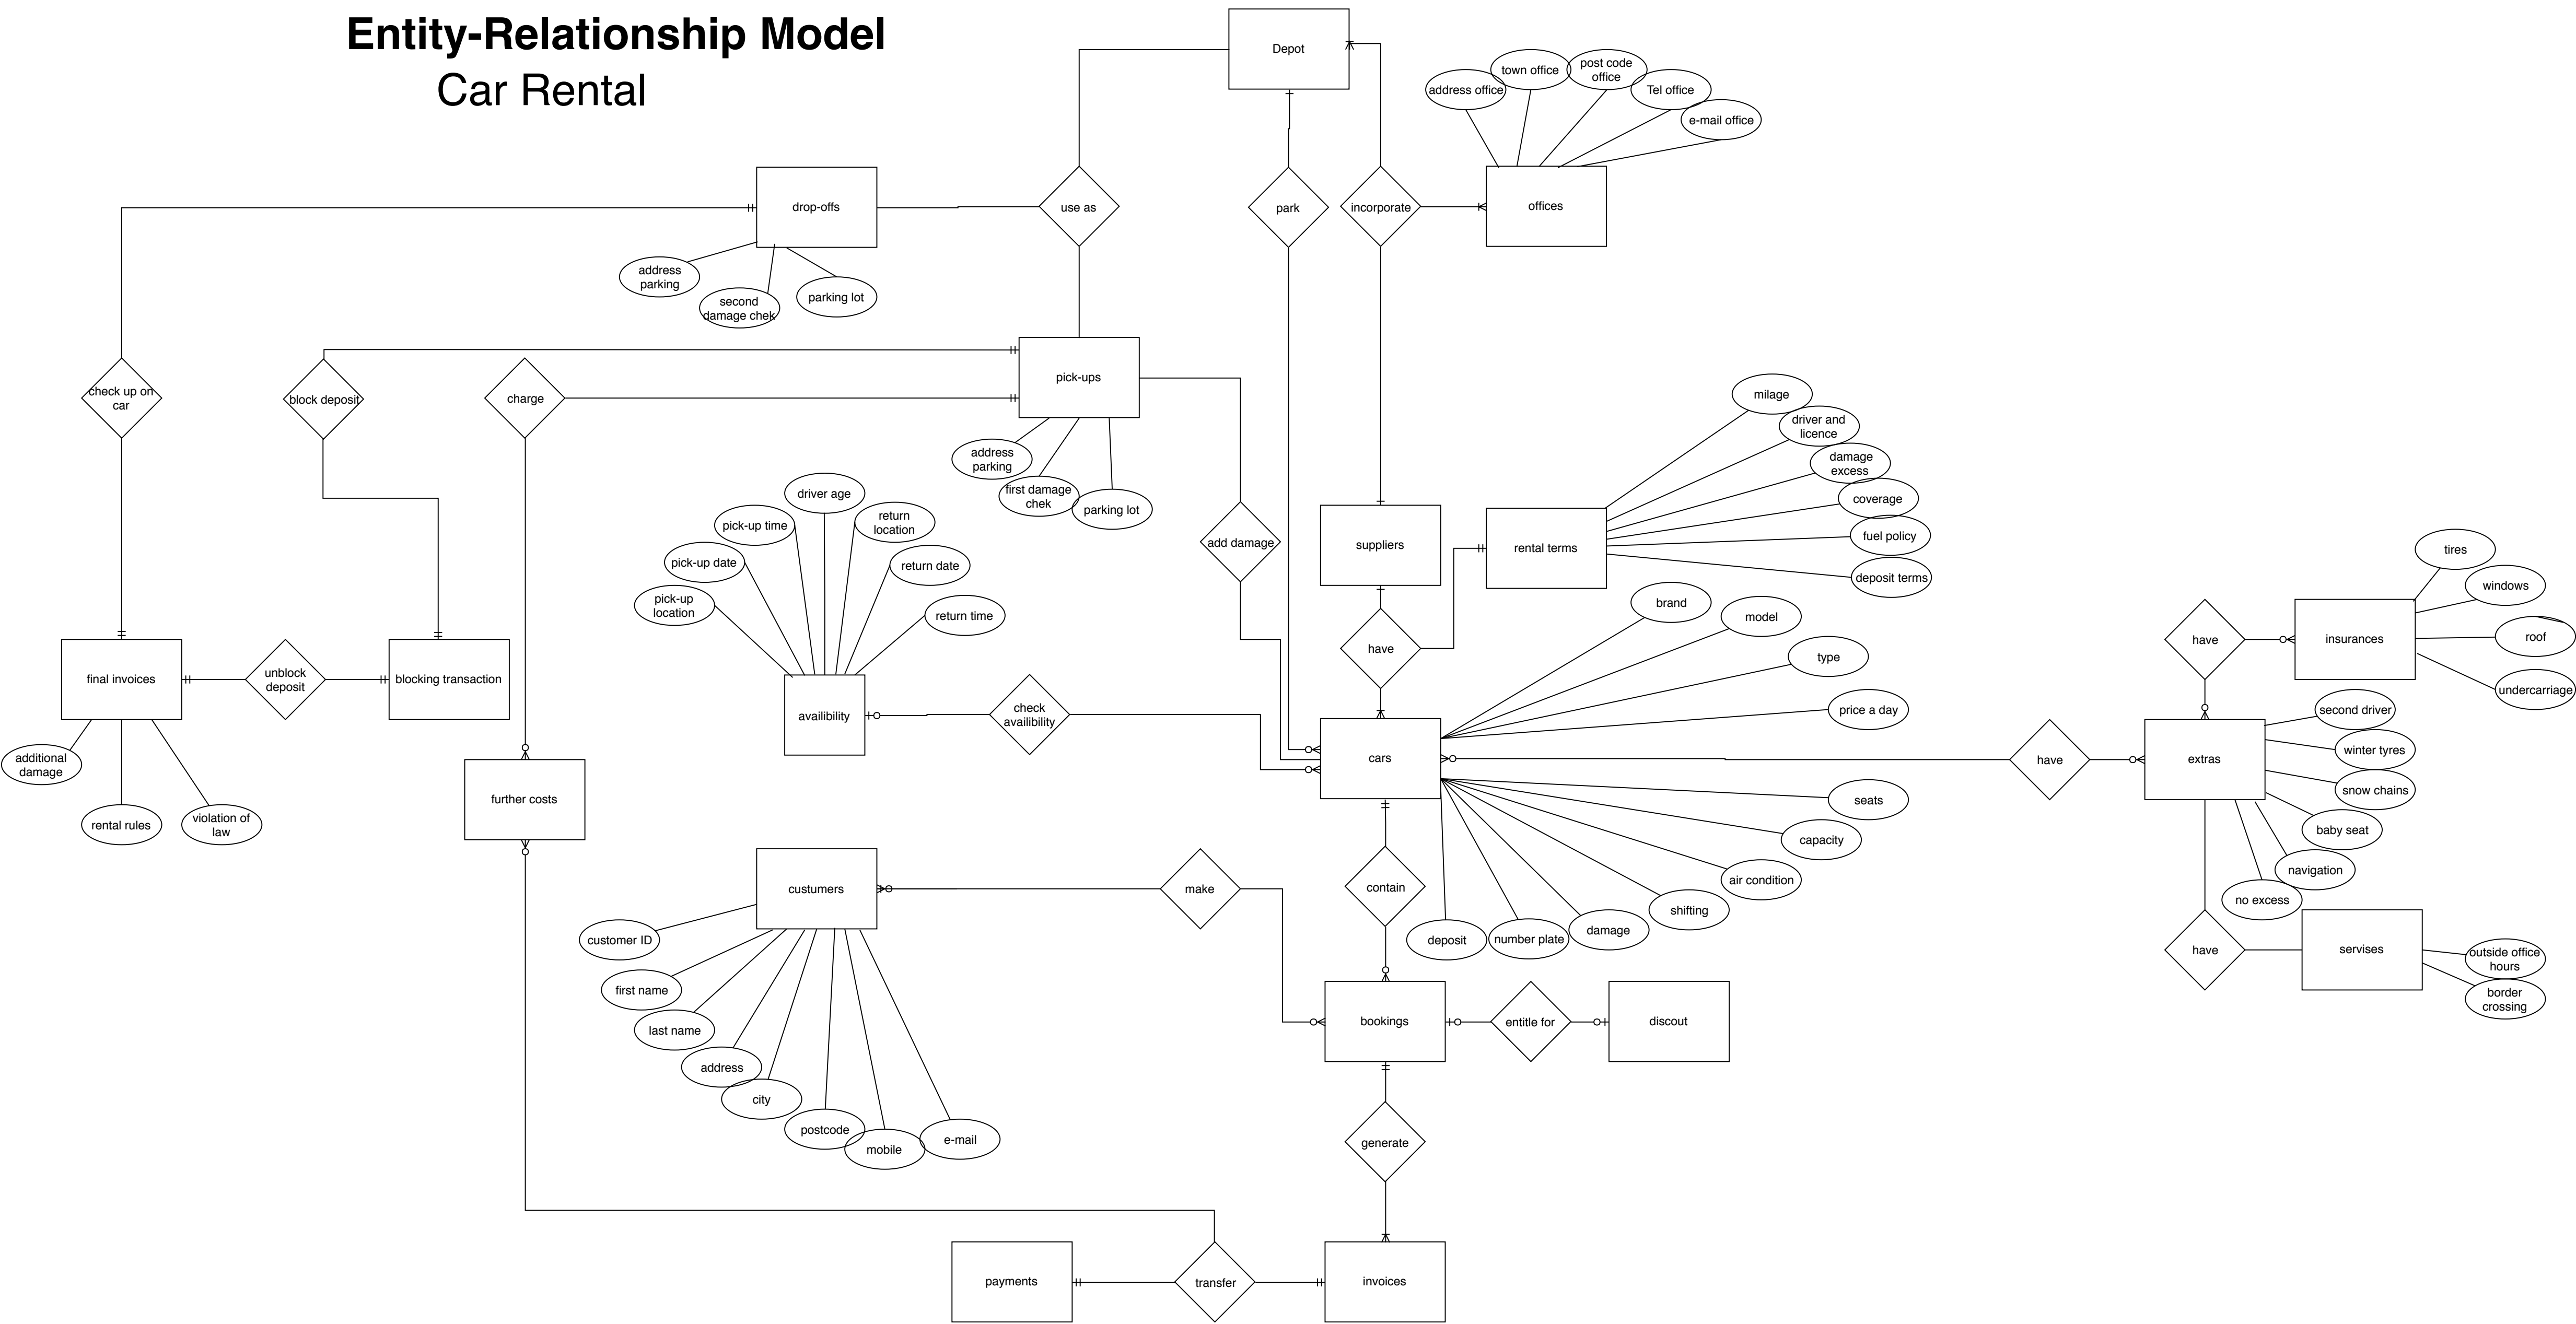 Entity-Relationship Model
Car Rental
Depot
address office
town office
post code
office
Tel office
e-mail office
drop-offs
use as
park
incorporate
offices
address
parking
second
damage chek
parking lot
check up on
car
block deposit
charge
pick-ups
address
parking
first damage
chek
parking lot
add damage
milage
driver and
licence
damage
excess
coverage
fuel policy
deposit terms
suppliers
rental terms
driver age
pick-up time
return
location
pick-up date
return date
pick-up
location
return time
brand
model
type
price a day
have
tires
windows
roof
undercarriage
have
insurances
final invoices
unblock
deposit
blocking transaction
availibility
check
availibility
cars
have
extras
second driver
winter tyres
snow chains
baby seat
navigation
no excess
additional
damage
rental rules
violation of
law
further costs
seats
capacity
air condition
shifting
damage
number plate
deposit
custumers
make
contain
customer ID
first name
last name
address
city
postcode
mobile
e-mail
have
servises
outside office
hours
border
crossing
bookings
entitle for
discout
generate
payments
transfer
invoices